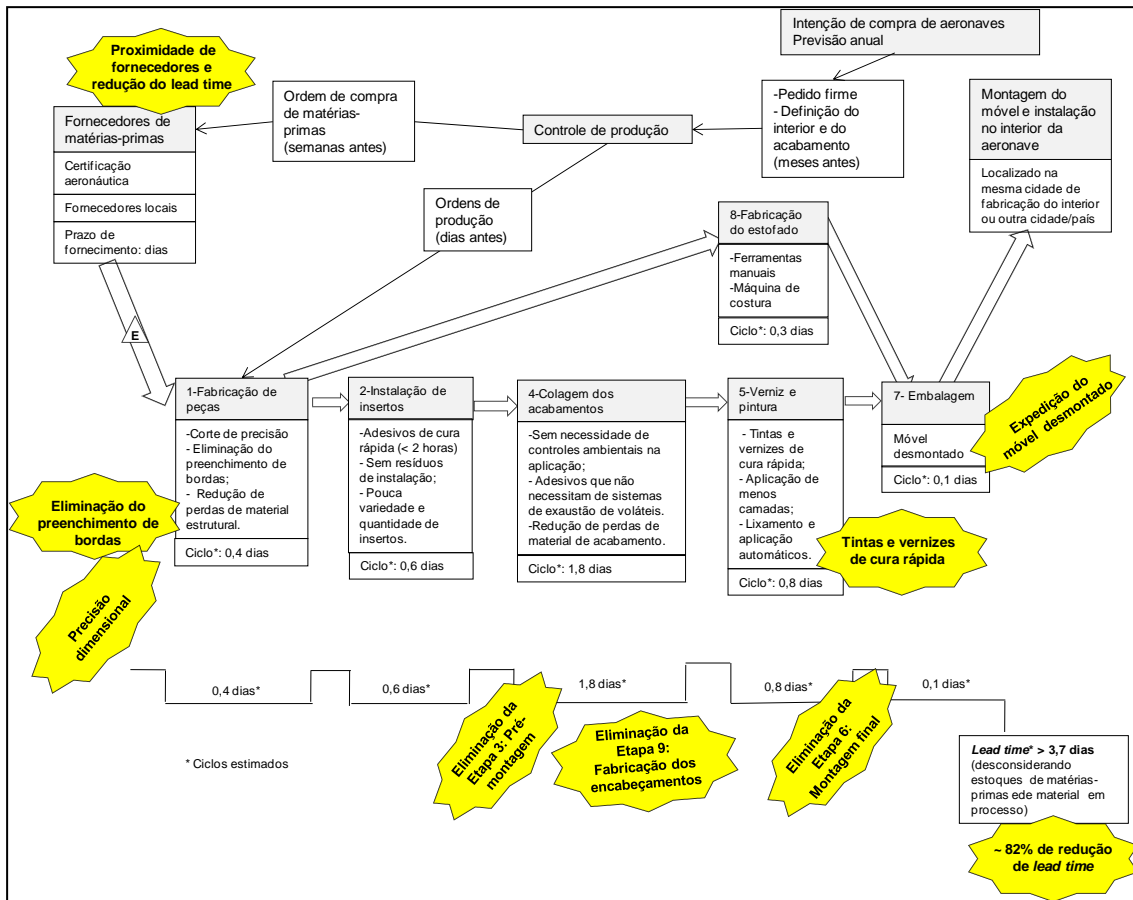 Proximidade de
fornecedores e
redução do lead time
Intenção de compra de aeronaves
Previsão anual
Fornecedores de
matérias-primas
Certificação
aeronáutica
Fornecedores locais
Prazo de
fornecimento: dias
Ordem de compra
de matérias-
primas
(semanas antes)
Controle de produção
-Pedido firme
- Definição do
interior e do
acabamento
(meses antes)
Montagem do
móvel e instalação
no interior da
aeronave
Localizado na
mesma cidade de
fabricação do interior
ou outra cidade/país
Ordens de
produção
(dias antes)
8-Fabricação
do estofado
-Ferramentas
manuais
-Máquina de
costura
Ciclo*: 0,3 dias
E
1-Fabricação de
peças
-Corte de precisão
- Eliminação do
preenchimento de
bordas;
- Redução de
perdas de material
estrutural.
Ciclo*: 0,4 dias
2-Instalação de
insertos
-Adesivos de cura
rápida (< 2 horas)
- Sem resíduos
de instalação;
- Pouca
variedade e
quantidade de
insertos.
Ciclo*: 0,6 dias
4-Colagem dos
acabamentos
-Sem necessidade de
controles ambientais na
aplicação;
- Adesivos que não
necessitam de sistemas
de exaustão de voláteis.
-Redução de perdas de
material de acabamento.
Ciclo*: 1,8 dias
5-Verniz e
pintura
- Tintas e
vernizes de
cura rápida;
- Aplicação de
menos
camadas;
- Lixamento e
aplicação
automáticos.
Ciclo*: 0,8 dias
7- Embalagem
Móvel
desmontado
Ciclo*: 0,1 dias
Expedição do
móvel desmontado
Eliminação do
preenchimento de
bordas
Precisão
dimensional
Tintas e vernizes
de cura rápida
0,4 dias*
0,6 dias*
1,8 dias*
0,8 dias*
0,1 dias*
Eliminação da
Etapa 3: Pré-
montagem
Eliminação da
Etapa 9:
Fabricação dos
encabeçamentos
Eliminação da
Etapa 6:
Montagem final
* Ciclos estimados
Lead time* > 3,7 dias
(desconsiderando
estoques de matérias-
primas ede material em
processo)
~ 82% de redução
de lead time